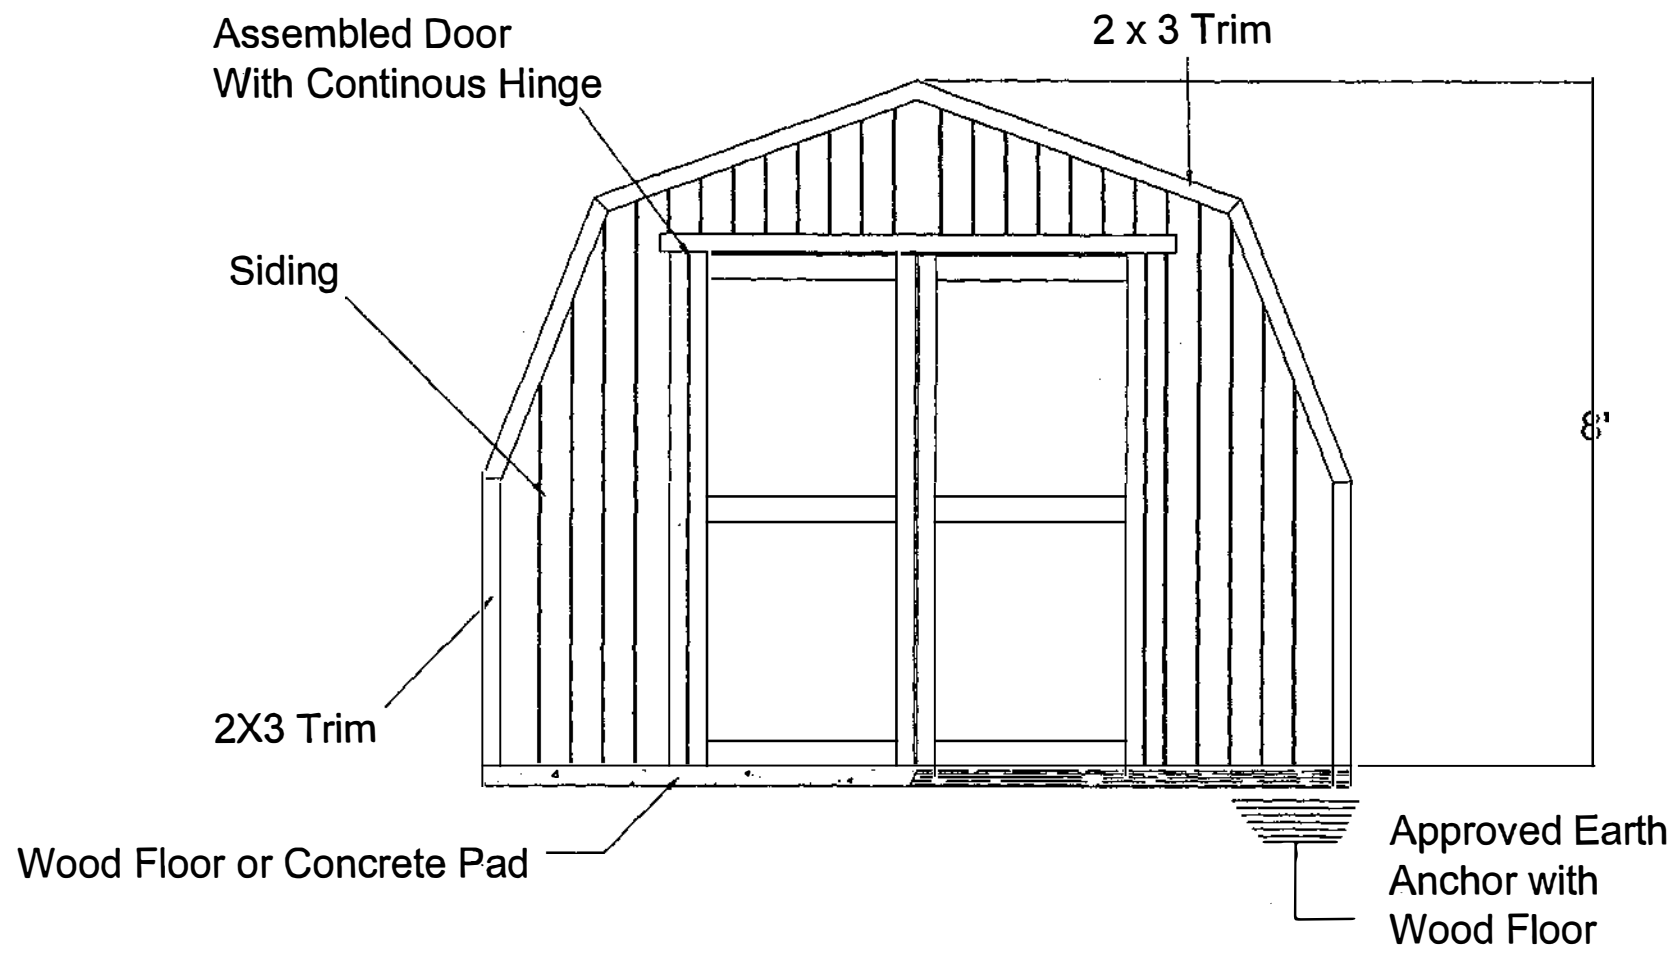 Assembled Door
With Continous Hinge
2 x 3 Trim
Siding
8'
2X3 Trim
Wood Floor or Concrete Pad
Approved Earth
Anchor with
Wood Floor